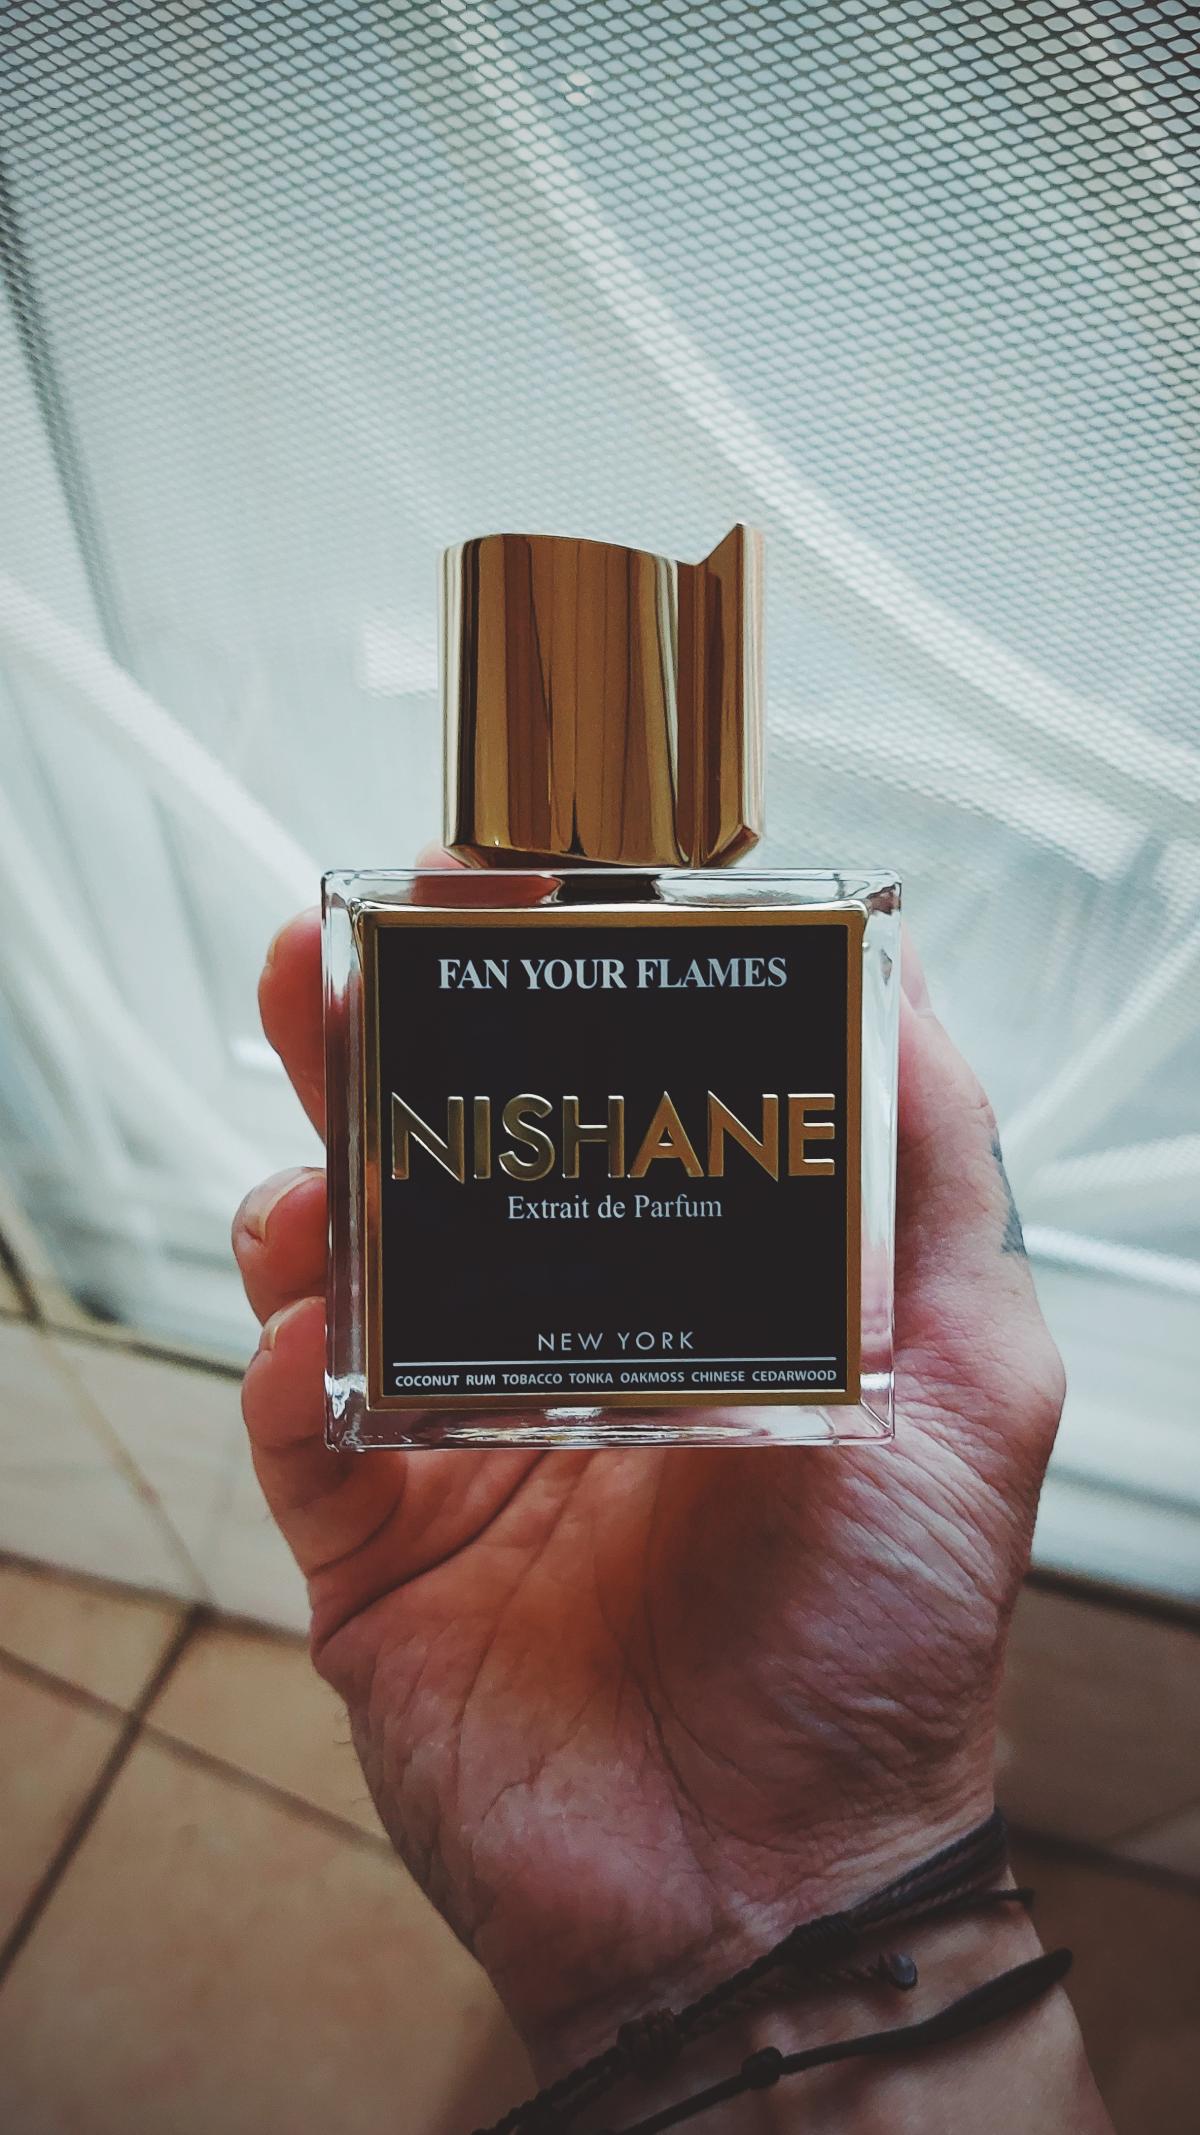 FAN YOUR FLAMES
NISHANE
Extrait de Parfum
NEW YORK
COCONUT RUM TOBACCO TONKA OAKMOSS CHINESE CEDARWOOD